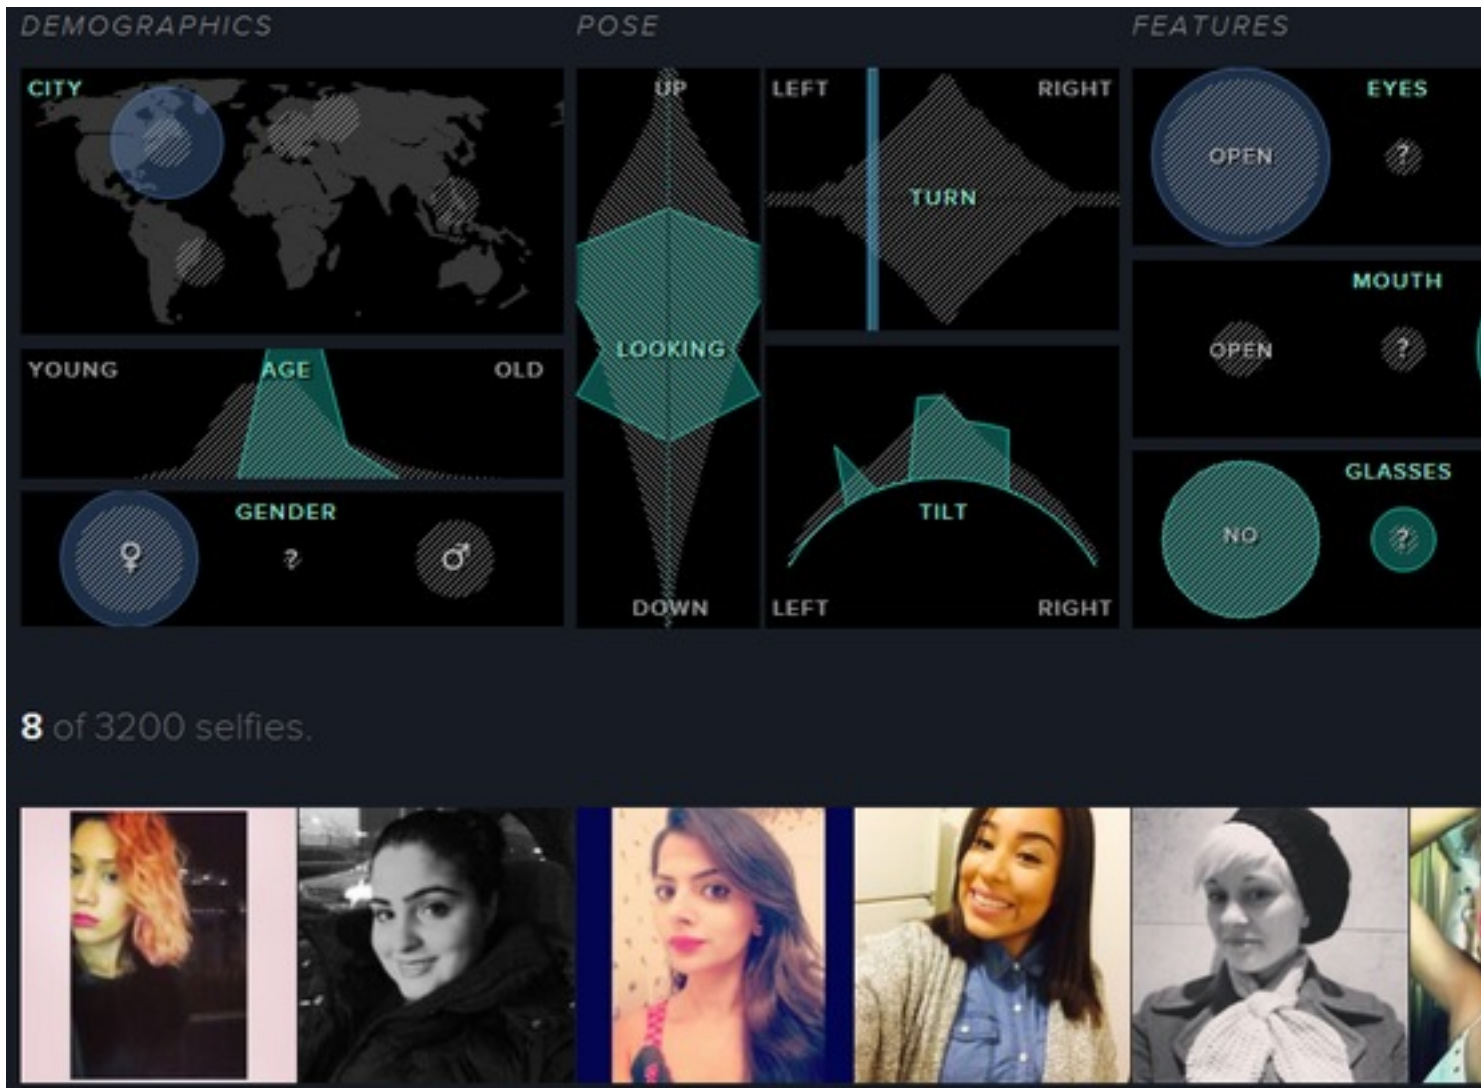 DEMOGRAPHICS
POSE
FEATURES
CITY
YOUNG
AGE
OLD
GENDER
?
UP
LOOKING
DOWN
LEFT
RIGHT
TURN
TILT
LEFT
RIGHT
EYES
OPEN
?
MOUTH
OPEN
?
GLASSES
NO
?
8 of 3200 selfies.